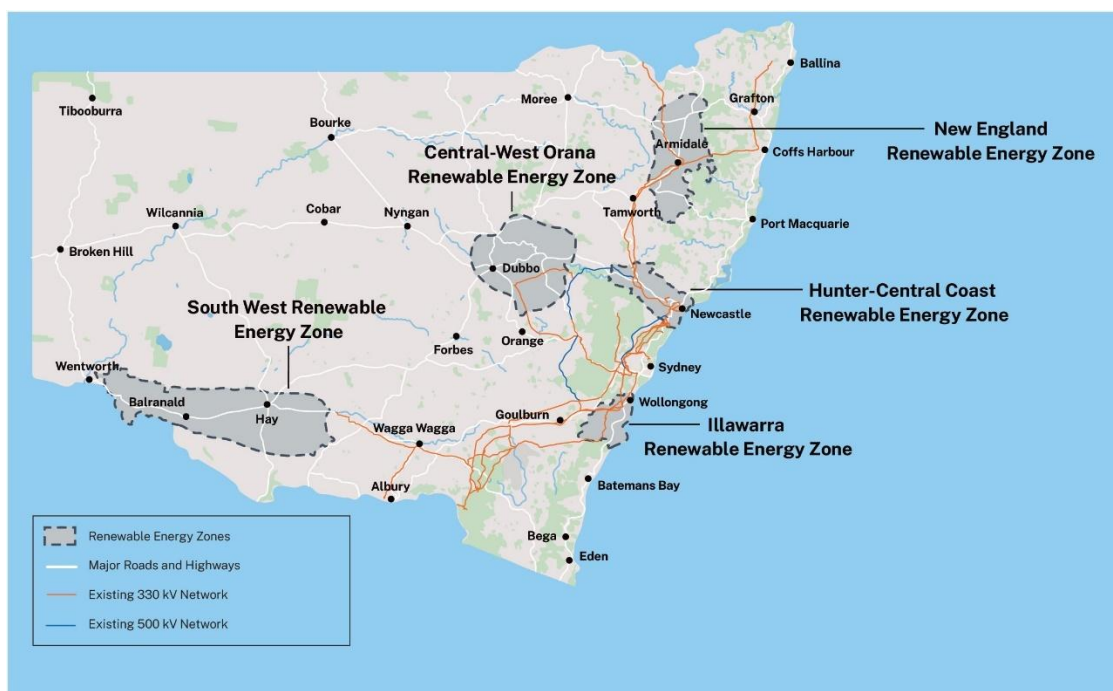 Ballina
Tibooburra
Moree
Grafton
Bourke
New England
Renewable Energy Zone
Armidale
Coffs Harbour
Central-West Orana
Renewable Energy Zone
Tamworth
Wilcannia
Cobar
Nyngan
Port Macquarie
Broken Hill
Dubbo
Hunter-Central Coast
Renewable Energy Zone
South West Renewable
Energy Zone
Newcastle
Orange
Forbes
Wentworth
Sydney
Balranald
Hay
Wollongong
Goulburn
Illawarra
Renewable Energy Zone
Wagga Wagga
Albury
Batemans Bay
Bega
Eden
Renewable Energy Zones
Major Roads and Highways
Existing 330 kV Network
Existing 500 kV Network